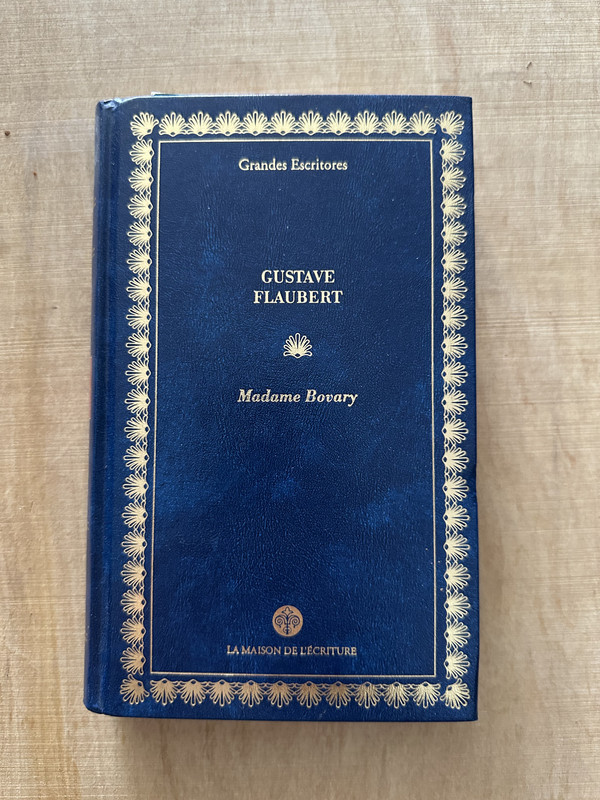 Grandes Escritores
GUSTAVE
FLAUBERT
Madame Bovary
LA MAISON DE L'ÉCRITURE